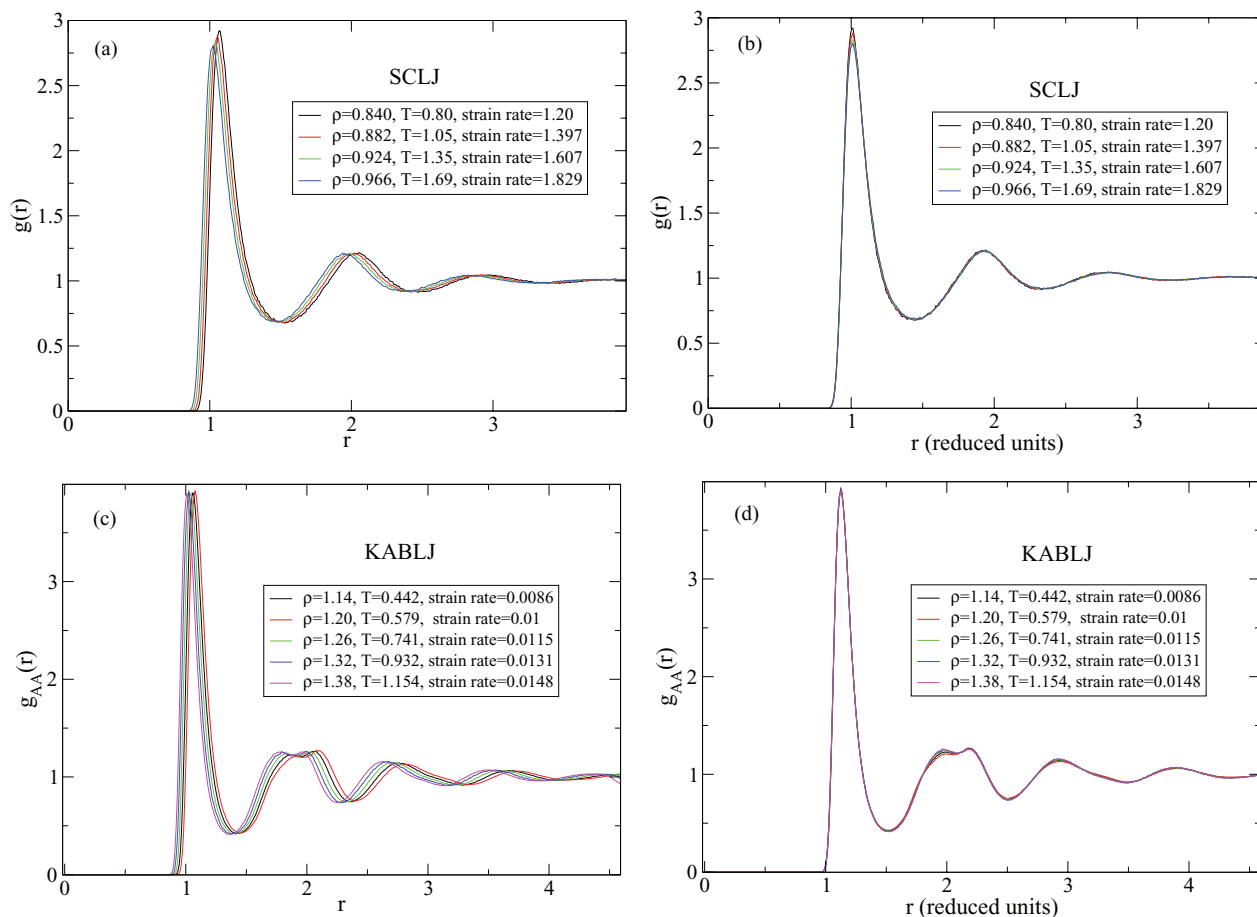 (a)
SCLJ
ρ=0.840, T=0.80, strain rate=1.20
ρ=0.882, T=1.05, strain rate=1.397
ρ=0.924, T=1.35, strain rate=1.607
ρ=0.966, T=1.69, strain rate=1.829
g(r)
3
2.5
2
1.5
1
0.5
0
0 1 2 3
r
(b)
SCLJ
ρ=0.840, T=0.80, strain rate=1.20
ρ=0.882, T=1.05, strain rate=1.397
ρ=0.924, T=1.35, strain rate=1.607
ρ=0.966, T=1.69, strain rate=1.829
g(r)
3
2.5
2
1.5
1
0.5
0
0 1 2 3
r (reduced units)
(c)
KABLJ
ρ=1.14, T=0.442, strain rate=0.0086
ρ=1.20, T=0.579, strain rate=0.01
ρ=1.26, T=0.741, strain rate=0.0115
ρ=1.32, T=0.932, strain rate=0.0131
ρ=1.38, T=1.154, strain rate=0.0148
g_AA(r)
3
2
1
0
0 1 2 3 4
r
(d)
KABLJ
ρ=1.14, T=0.442, strain rate=0.0086
ρ=1.20, T=0.579, strain rate=0.01
ρ=1.26, T=0.741, strain rate=0.0115
ρ=1.32, T=0.932, strain rate=0.0131
ρ=1.38, T=1.154, strain rate=0.0148
g_AA(r)
3
2
1
0
0 1 2 3 4
r (reduced units)